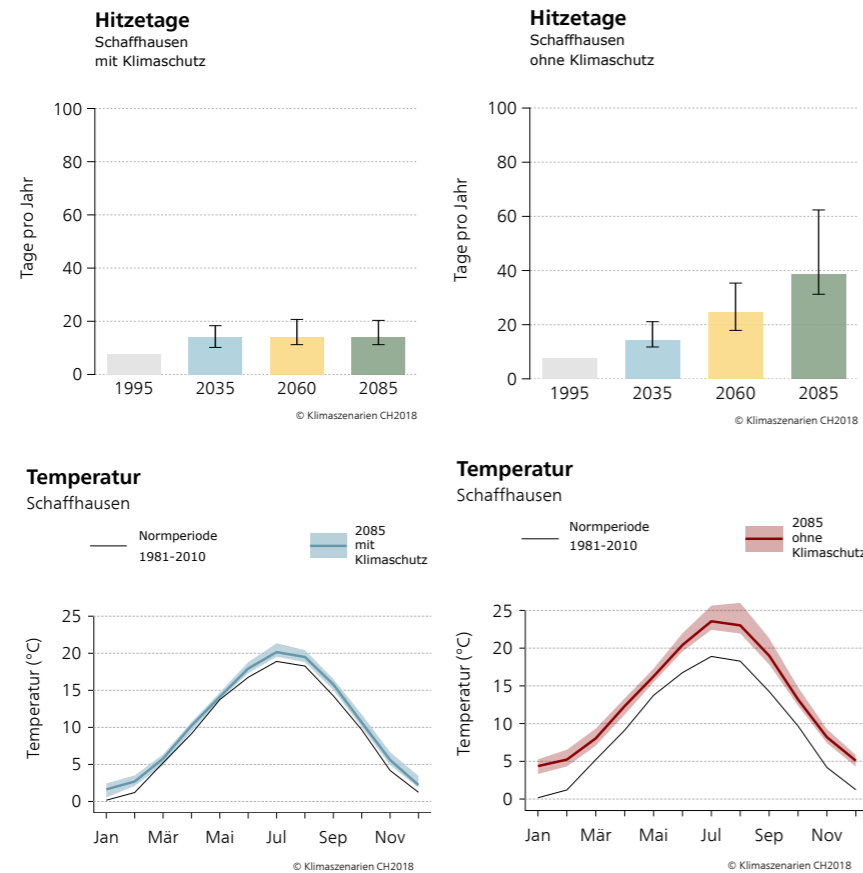 Hitzetage
Schaffhausen
mit Klimaschutz
Tage pro Jahr
100
80
60
40
20
0
1995 2035 2060 2085
© Klimaszenarien CH2018
Hitzetage
Schaffhausen
ohne Klimaschutz
Tage pro Jahr
100
80
60
40
20
0
1995 2035 2060 2085
© Klimaszenarien CH2018
Temperatur
Schaffhausen
Normperiode
1981-2010
2085
mit
Klimaschutz
Temperatur (°C)
25
20
15
10
5
0
Jan Mär Mai Jul Sep Nov
© Klimaszenarien CH2018
Temperatur
Schaffhausen
Normperiode
1981-2010
2085
ohne
Klimaschutz
Temperatur (°C)
25
20
15
10
5
0
Jan Mär Mai Jul Sep Nov
© Klimaszenarien CH2018